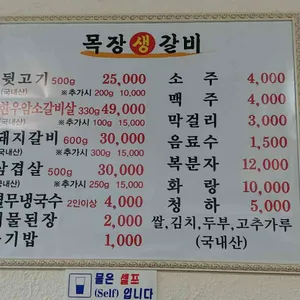 목장 생 갈비
뒷고기 500g 25,000
(국내산) ※추가시 200g 10,000
한우암소갈비살 330g 49,000
※추가시 100g 15,000
돼지갈비 600g 30,000
(국내산) ※추가시 300g 15,000
삼겹살 500g 30,000
(국내산) ※추가시 250g 15,000
열무냉국수 2인이상 4,000
해물된장 2,000
공기밥 1,000
소주 4,000
맥주 4,000
막걸리 3,000
음료수 1,500
복분자 12,000
화랑 10,000
청하 5,000
쌀,김치,두부,고추가루
(국내산)
물은 셀프
(Self) 입니다